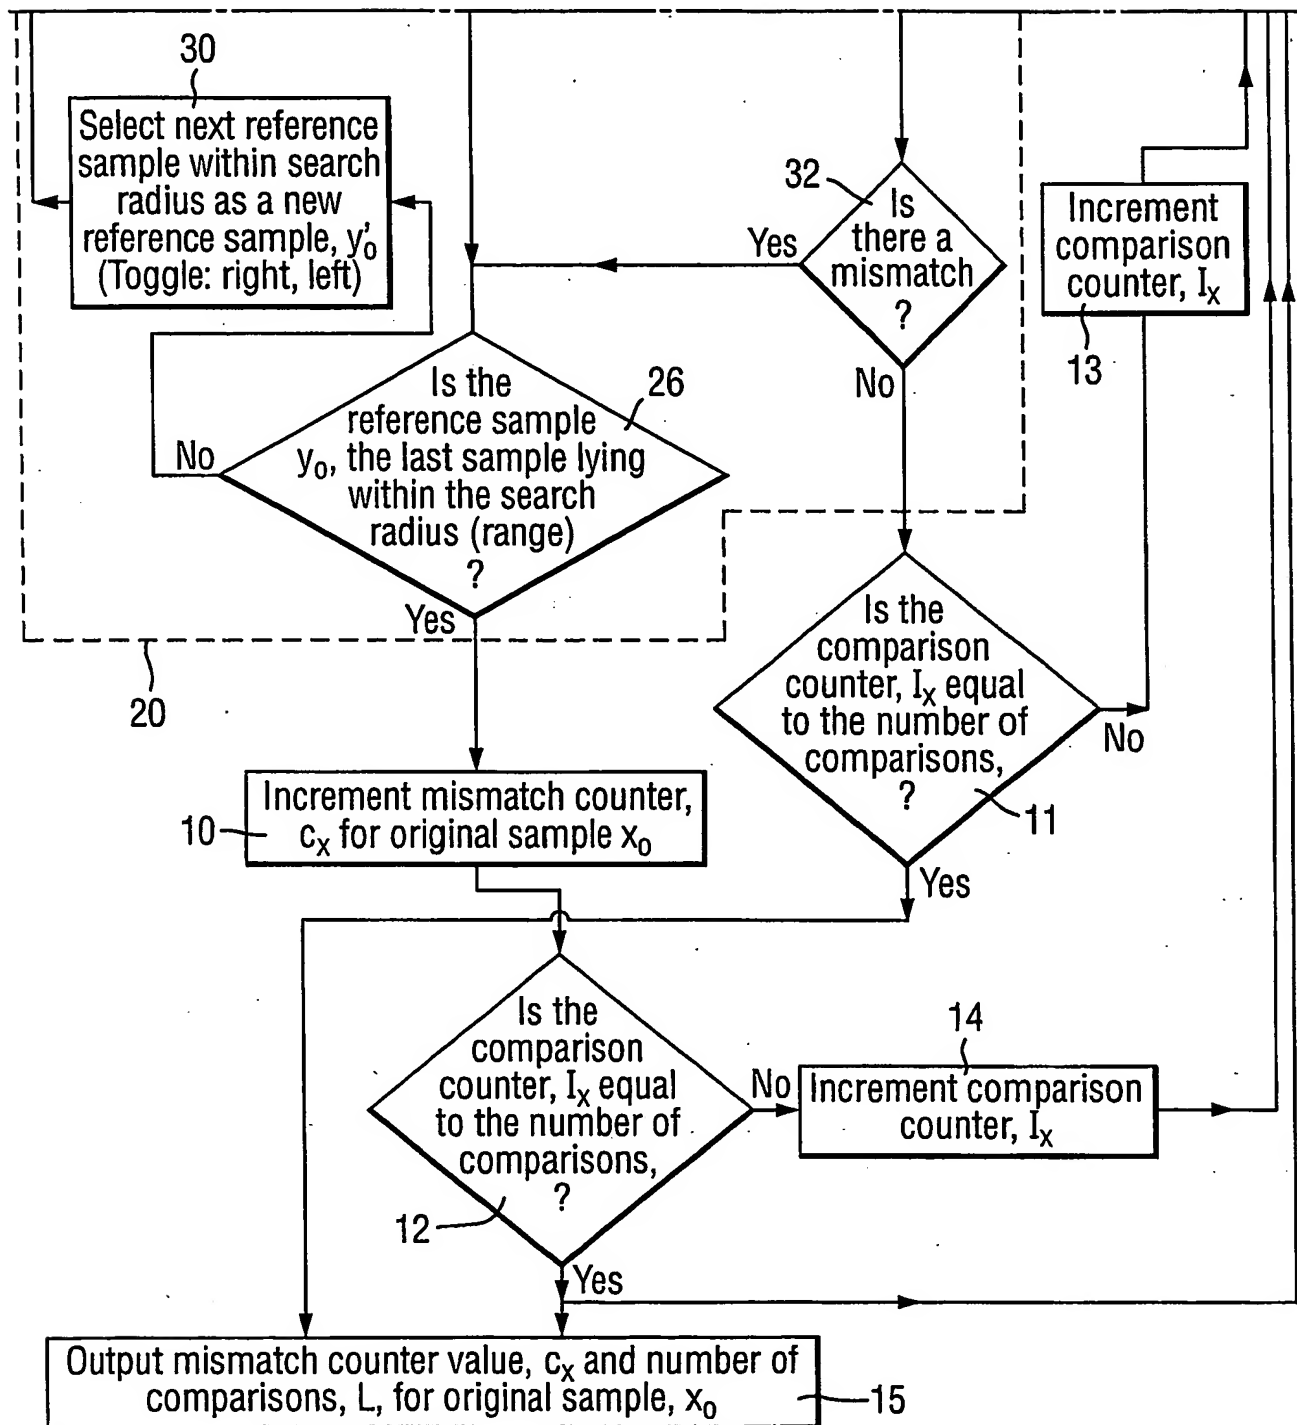 30
Select next reference
sample within search
radius as a new
reference sample, y'₀
(Toggle: right, left)
32
Is
there a
mismatch
?
Yes
No
Increment
comparison
counter, Iₓ
13
Is the
reference sample
y₀, the last sample lying
within the search
radius (range)
?
26
No
Yes
20
Is the
comparison
counter, Iₓ equal
to the number of
comparisons,
?
No
11
Yes
Increment mismatch counter,
cₓ for original sample x₀
10
Is the
comparison
counter, Iₓ equal
to the number of
comparisons,
?
12
No
Yes
14
Increment comparison
counter, Iₓ
Output mismatch counter value, cₓ and number of
comparisons, L, for original sample, x₀
15